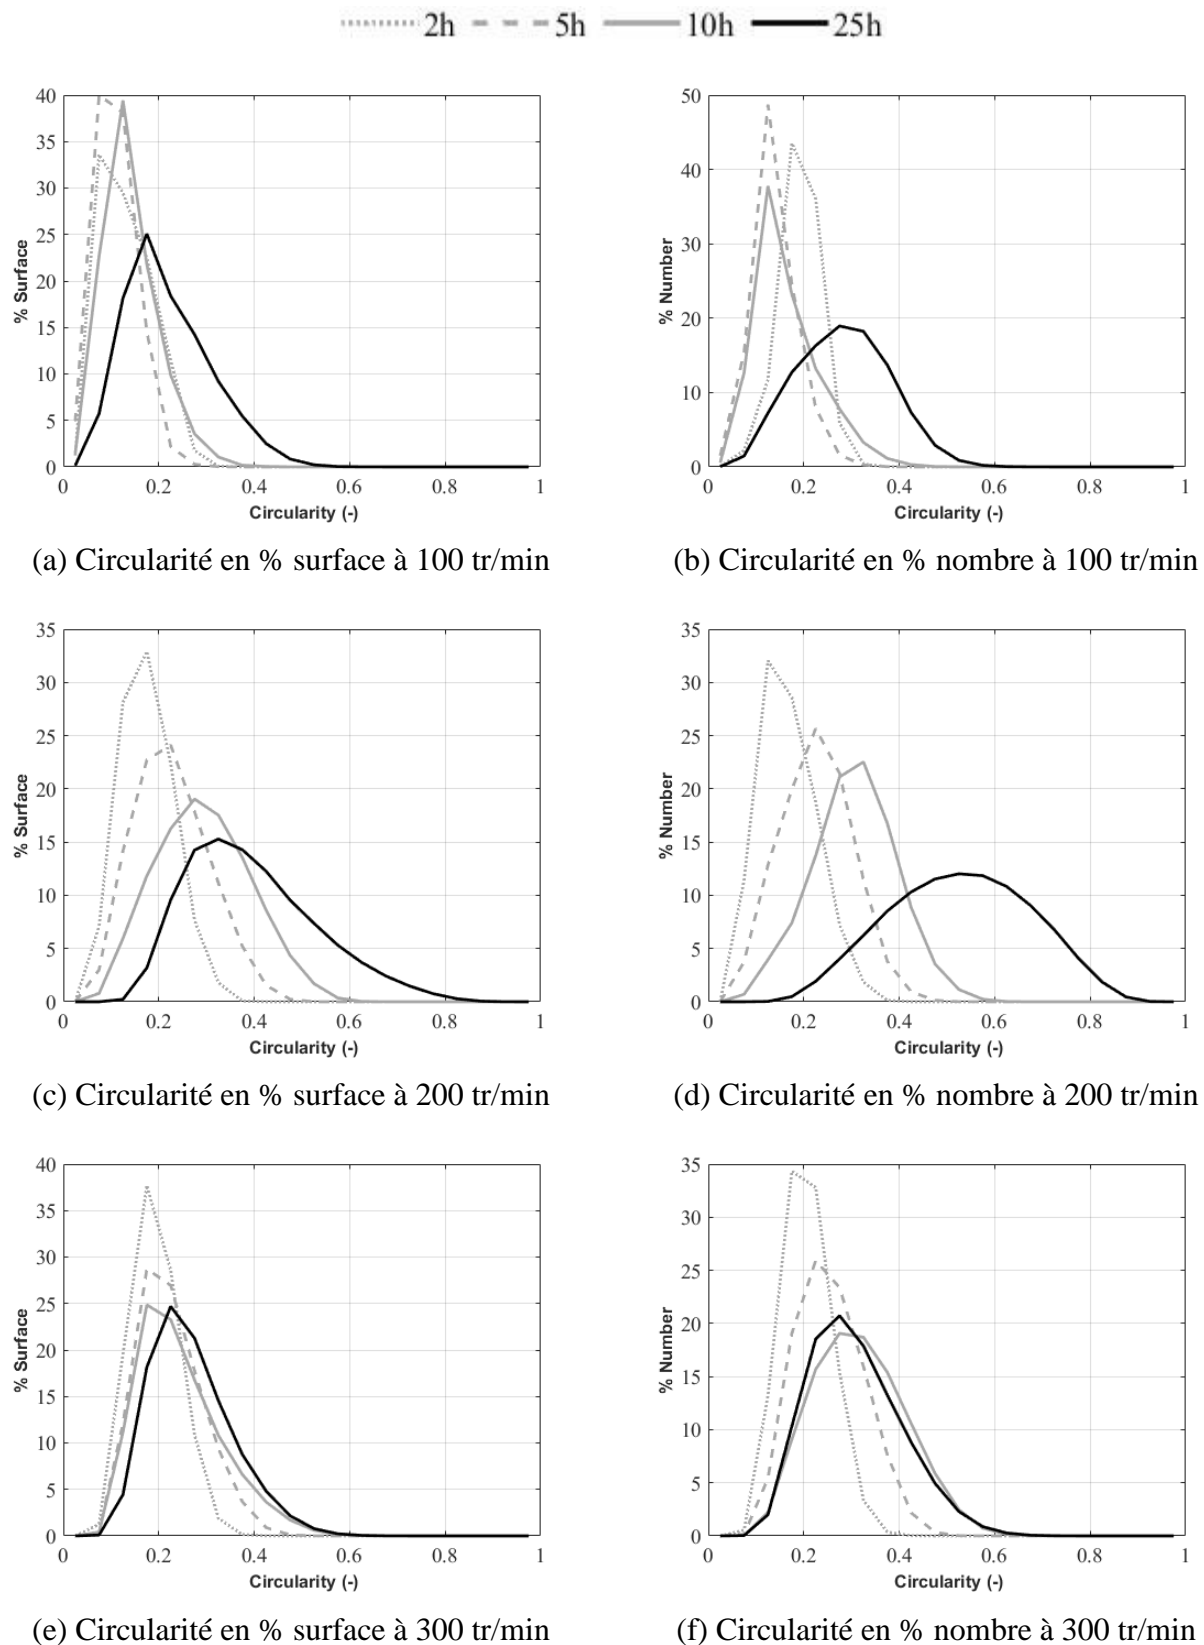 2h 5h 10h 25h
40
35
30
25
20
15
10
5
0
% Surface
0 0.2 0.4 0.6 0.8 1
Circularity (-)
(a) Circularité en % surface à 100 tr/min
50
40
30
20
10
0
% Number
0 0.2 0.4 0.6 0.8 1
Circularity (-)
(b) Circularité en % nombre à 100 tr/min
35
30
25
20
15
10
5
0
% Surface
0 0.2 0.4 0.6 0.8 1
Circularity (-)
(c) Circularité en % surface à 200 tr/min
35
30
25
20
15
10
5
0
% Number
0 0.2 0.4 0.6 0.8 1
Circularity (-)
(d) Circularité en % nombre à 200 tr/min
40
35
30
25
20
15
10
5
0
% Surface
0 0.2 0.4 0.6 0.8 1
Circularity (-)
(e) Circularité en % surface à 300 tr/min
35
30
25
20
15
10
5
0
% Number
0 0.2 0.4 0.6 0.8 1
Circularity (-)
(f) Circularité en % nombre à 300 tr/min